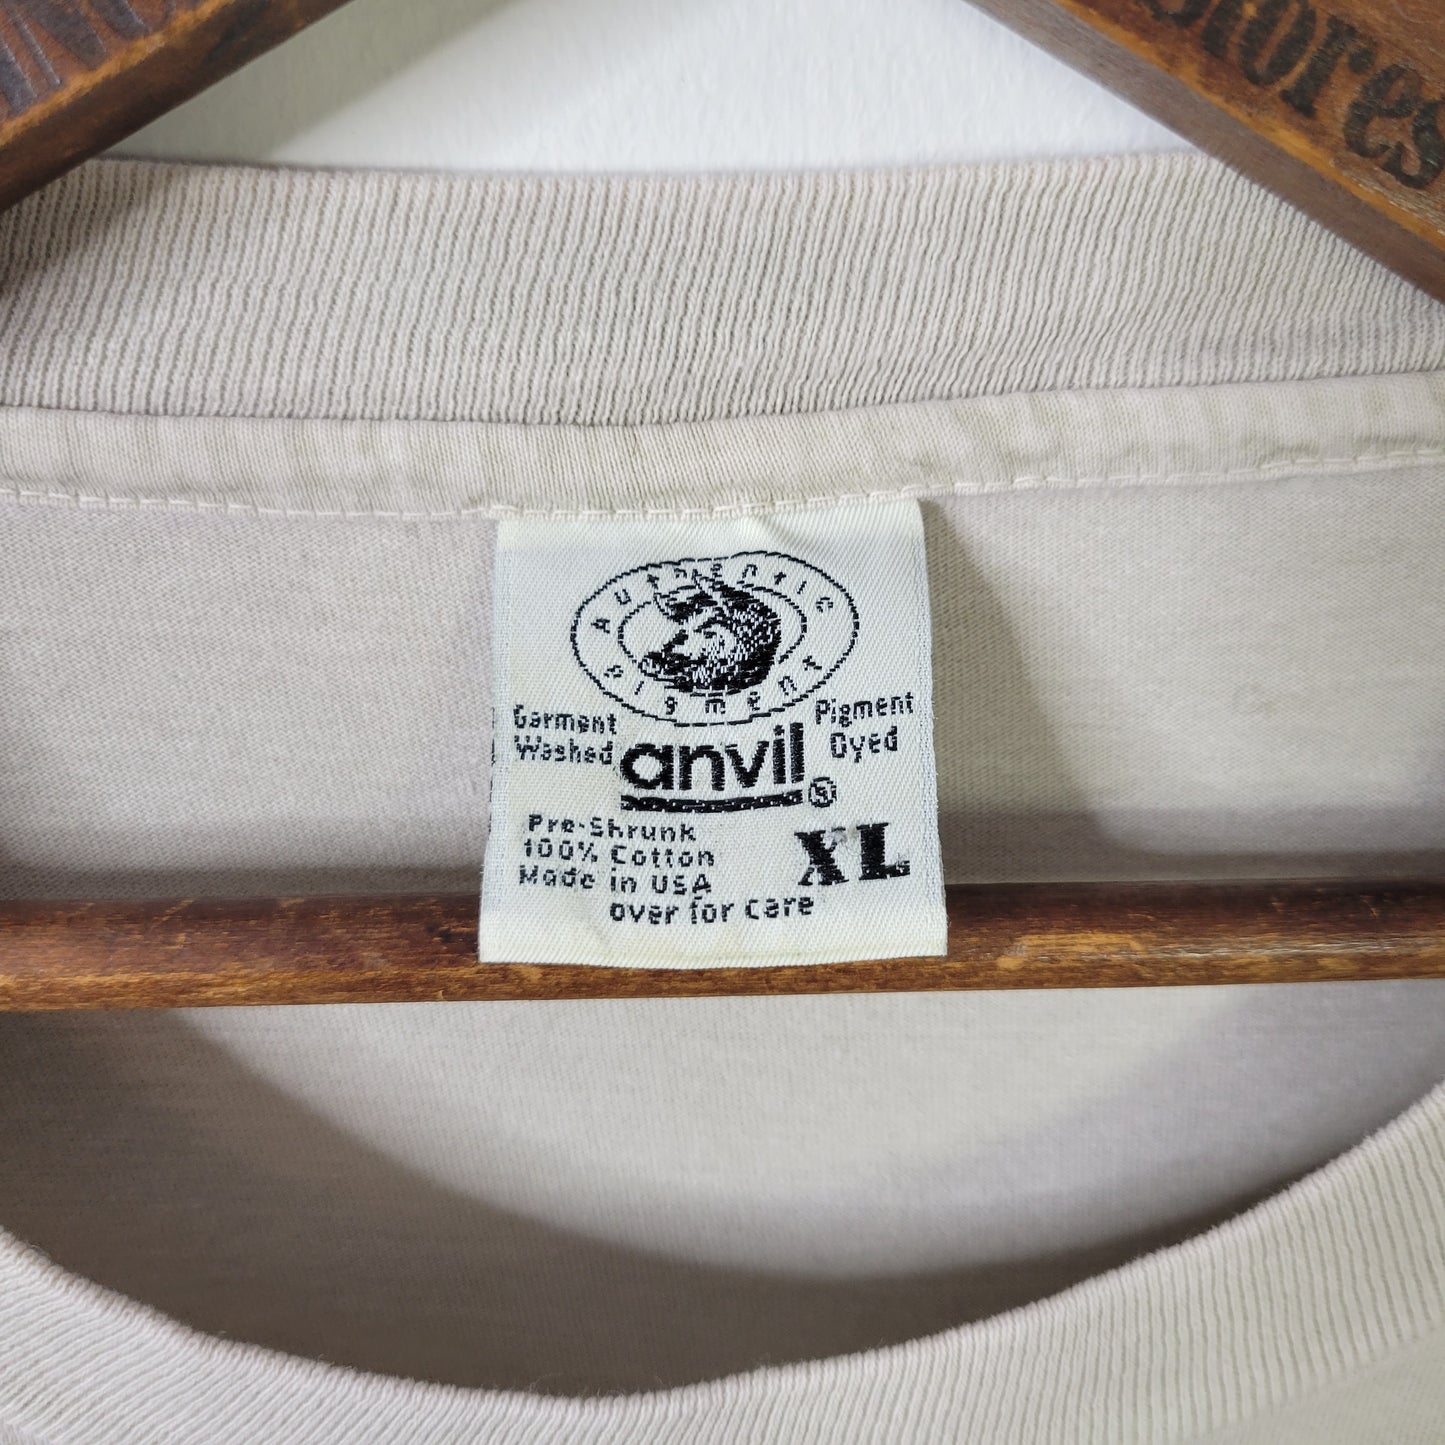 Stores
Authentic
Pigment
Garment
Washed
Pigment
Dyed
anvil®
Pre-Shrunk
100% Cotton
Made in USA
XL
over for care